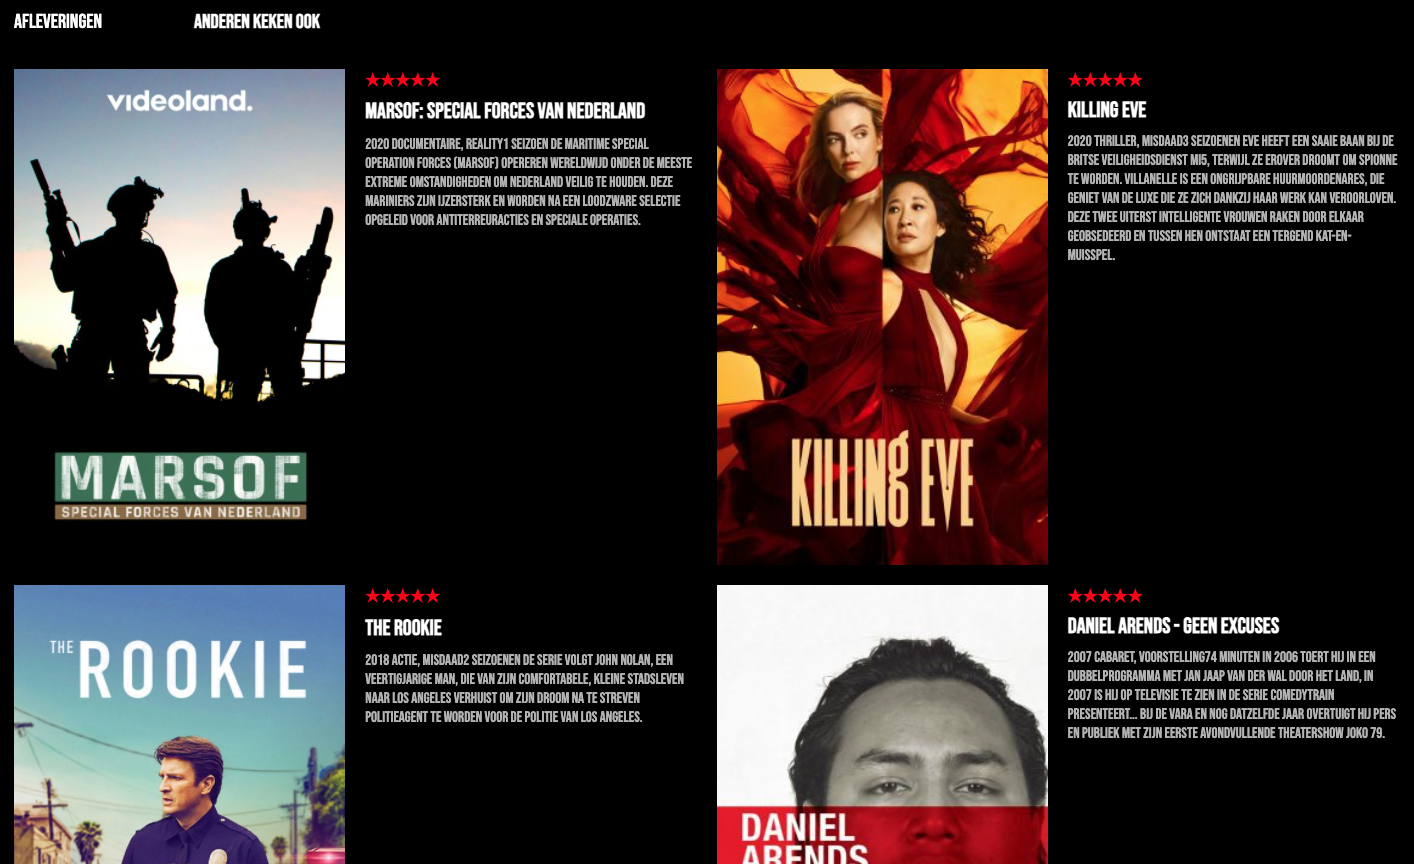 AFLEVERINGEN
ANDEREN KEKEN OOK
videoland.
MARSOF
SPECIAL FORCES VAN NEDERLAND
MARSOF: SPECIAL FORCES VAN NEDERLAND
2020 DOCUMENTAIRE, REALITY1 SEIZOEN DE MARITIME SPECIAL
OPERATION FORCES (MARSOF) OPEREREN WERELDWIJD ONDER DE MEESTE
EXTREME OMSTANDIGHEDEN OM NEDERLAND VEILIG TE HOUDEN. DEZE
MARINIERS ZIJN IJZERSTERK EN WORDEN NA EEN LOODZWARE SELECTIE
OPGELEID VOOR ANTITERREURACTIES EN SPECIALE OPERATIES.
KILLING EVE
KILLING EVE
2020 THRILLER, MISDAAD3 SEIZOENEN EVE HEEFT EEN SAAIE BAAN BIJ DE
BRITSE VEILIGHEIDSDIENST MI5, TERWIJL ZE EROVER DROOMT OM SPIONNE
TE WORDEN. VILLANELLE IS EEN ONGRIJPBARE HUURMOORDENARES, DIE
GENIET VAN DE LUXE DIE ZE ZICH DANKZIJ HAAR WERK KAN VEROORLOVEN.
DEZE TWEE UITERST INTELLIGENTE VROUWEN RAKEN DOOR ELKAAR
GEOBSEDEERD EN TUSSEN HEN ONTSTAAT EEN TERGEND KAT-EN-
MUISSPEL.
THE ROOKIE
THE ROOKIE
2018 ACTIE, MISDAAD2 SEIZOENEN DE SERIE VOLGT JOHN NOLAN, EEN
VEERTIGJARIGE MAN, DIE VAN ZIJN COMFORTABELE, KLEINE STADSLEVEN
NAAR LOS ANGELES VERHUIST OM ZIJN DROOM NA TE STREVEN
POLITIEAGENT TE WORDEN VOOR DE POLITIE VAN LOS ANGELES.
DANIEL
ARENDS
DANIEL ARENDS - GEEN EXCUSES
2007 CABARET, VOORSTELLING74 MINUTEN IN 2006 TOERT HIJ IN EEN
DUBBELPROGRAMMA MET JAN JAAP VAN DER WAL DOOR HET LAND, IN
2007 IS HIJ OP TELEVISIE TE ZIEN IN DE SERIE COMEDYTRAIN
PRESENTEERT... BIJ DE VARA EN NOG DATZELFDE JAAR OVERTUIGT HIJ PERS
EN PUBLIEK MET ZIJN EERSTE AVONDVULLENDE THEATERSHOW JOKO 79.